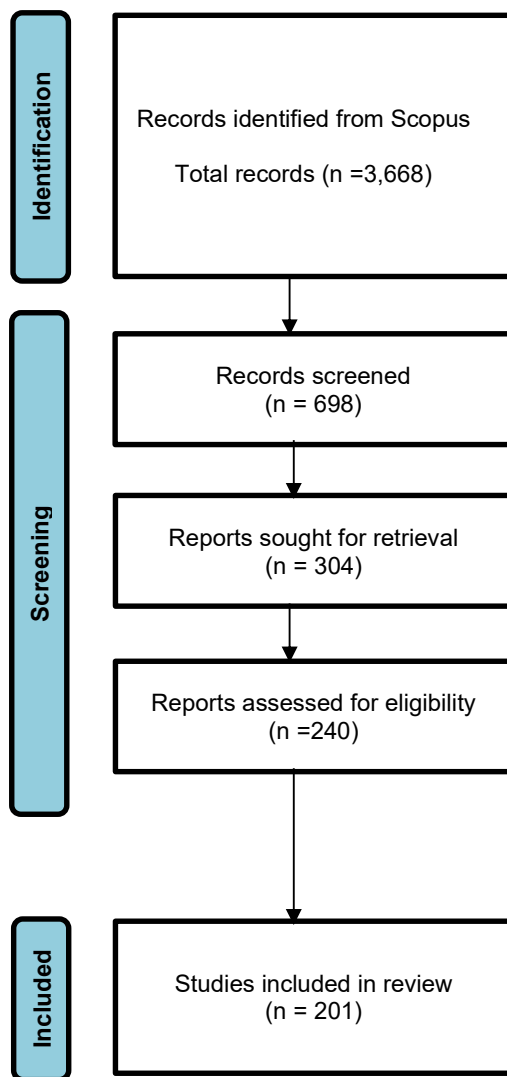 Identification
Records identified from Scopus
Total records (n =3,668)
Screening
Records screened
(n = 698)
Reports sought for retrieval
(n = 304)
Reports assessed for eligibility
(n =240)
Included
Studies included in review
(n = 201)